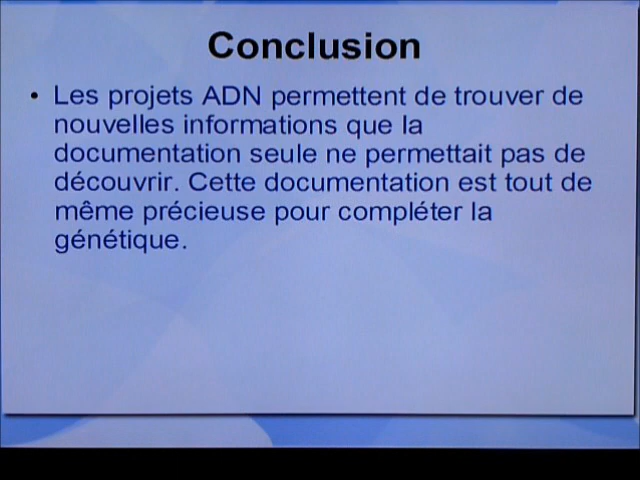 Conclusion
• Les projets ADN permettent de trouver de
nouvelles informations que la
documentation seule ne permettait pas de
découvrir. Cette documentation est tout de
même précieuse pour compléter la
génétique.